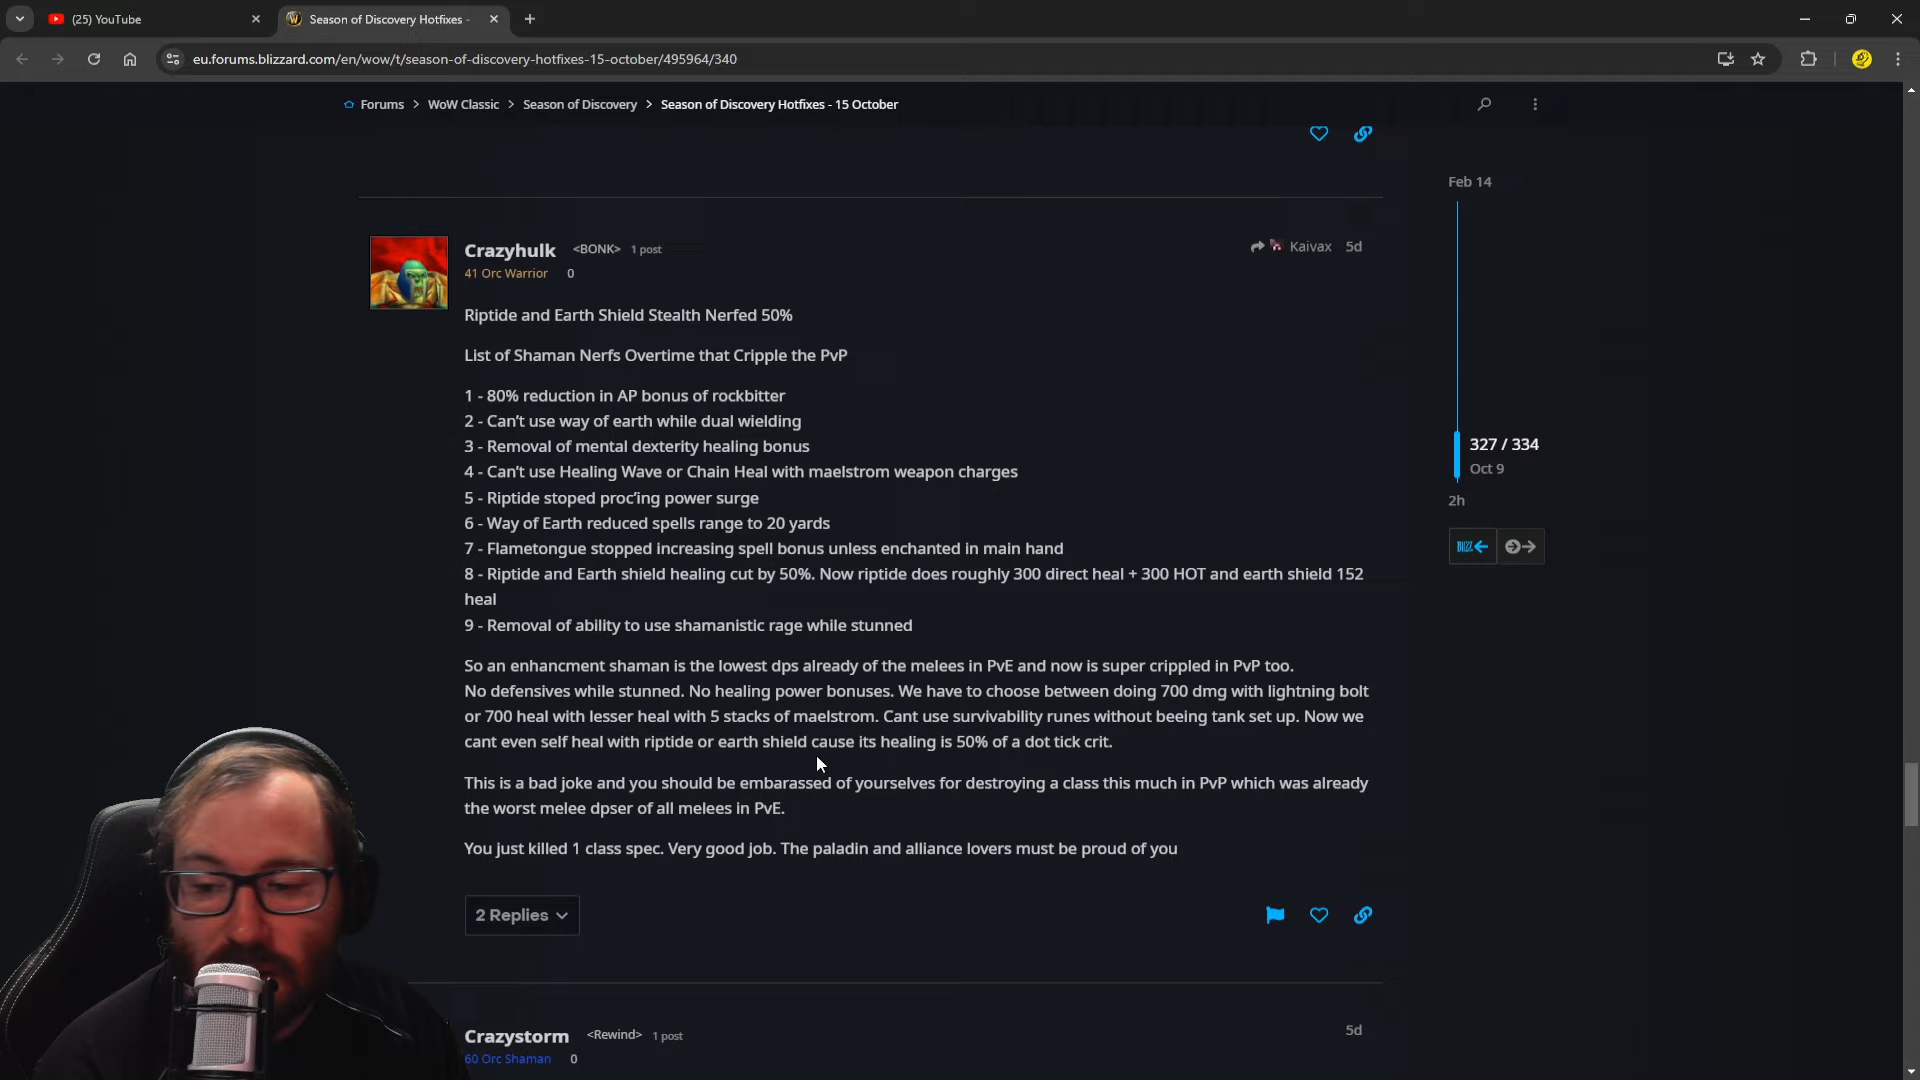 (25) YouTube
Season of Discovery Hotfixes -
eu.forums.blizzard.com/en/wow/t/season-of-discovery-hotfixes-15-october/495964/340
Forums > WoW Classic > Season of Discovery > Season of Discovery Hotfixes - 15 October
Feb 14
Crazyhulk <BONK> 1 post
Kaivax 5d
41 Orc Warrior 0
Riptide and Earth Shield Stealth Nerfed 50%
List of Shaman Nerfs Overtime that Cripple the PvP
1 - 80% reduction in AP bonus of rockbitter
2 - Can't use way of earth while dual wielding
3 - Removal of mental dexterity healing bonus
4 - Can't use Healing Wave or Chain Heal with maelstrom weapon charges
5 - Riptide stoped proc'ing power surge
6 - Way of Earth reduced spells range to 20 yards
7 - Flametongue stopped increasing spell bonus unless enchanted in main hand
8 - Riptide and Earth shield healing cut by 50%. Now riptide does roughly 300 direct heal + 300 HOT and earth shield 152
heal
9 - Removal of ability to use shamanistic rage while stunned
327 / 334
Oct 9
2h
BLIZZ
So an enhancment shaman is the lowest dps already of the melees in PvE and now is super crippled in PvP too.
No defensives while stunned. No healing power bonuses. We have to choose between doing 700 dmg with lightning bolt
or 700 heal with lesser heal with 5 stacks of maelstrom. Cant use survivability runes without beeing tank set up. Now we
cant even self heal with riptide or earth shield cause its healing is 50% of a dot tick crit.
This is a bad joke and you should be embarassed of yourselves for destroying a class this much in PvP which was already
the worst melee dpser of all melees in PvE.
You just killed 1 class spec. Very good job. The paladin and alliance lovers must be proud of you
2 Replies
Crazystorm <Rewind> 1 post
5d
60 Orc Shaman 0